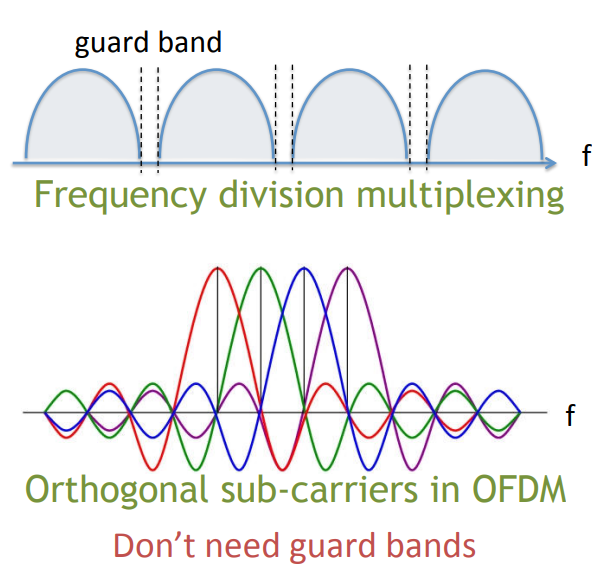 guard band
f
Frequency division multiplexing
f
Orthogonal sub-carriers in OFDM
Don't need guard bands